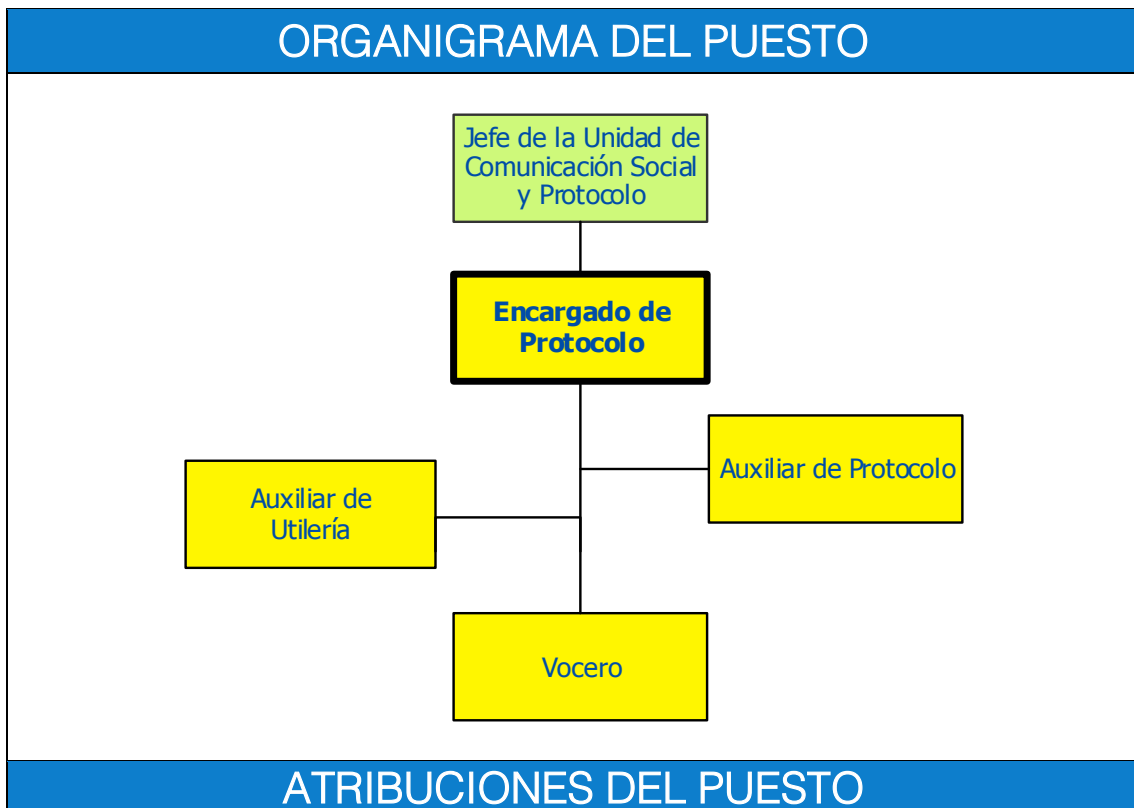 ORGANIGRAMA DEL PUESTO
Jefe de la Unidad de
Comunicación Social
y Protocolo
Encargado de
Protocolo
Auxiliar de Protocolo
Auxiliar de
Utilería
Vocero
ATRIBUCIONES DEL PUESTO